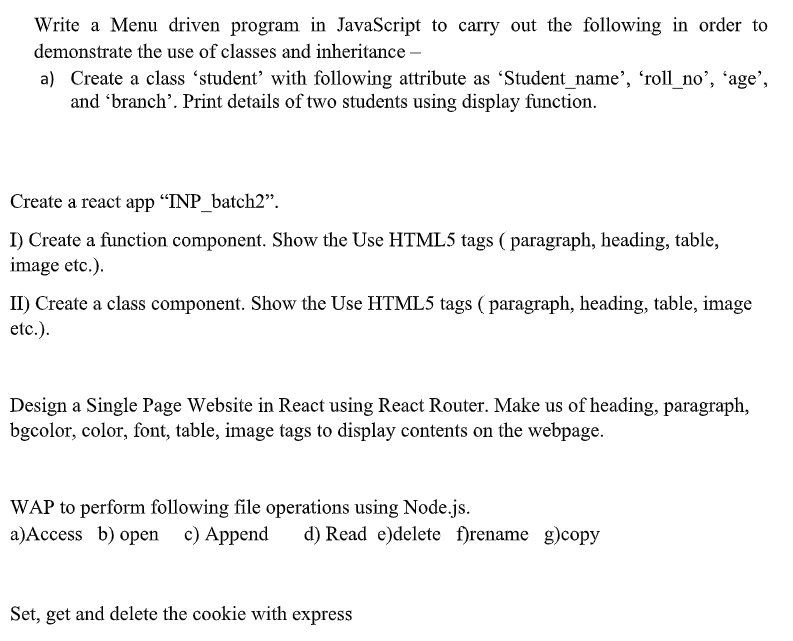 Write a Menu driven program in JavaScript to carry out the following in order to
demonstrate the use of classes and inheritance –
a) Create a class ‘student’ with following attribute as ‘Student_name’, ‘roll_no’, ‘age’,
and ‘branch’. Print details of two students using display function.
Create a react app “INP_batch2”.
I) Create a function component. Show the Use HTML5 tags ( paragraph, heading, table,
image etc.).
II) Create a class component. Show the Use HTML5 tags ( paragraph, heading, table, image
etc.).
Design a Single Page Website in React using React Router. Make us of heading, paragraph,
bgcolor, color, font, table, image tags to display contents on the webpage.
WAP to perform following file operations using Node.js.
a)Access b) open c) Append d) Read e)delete f)rename g)copy
Set, get and delete the cookie with express